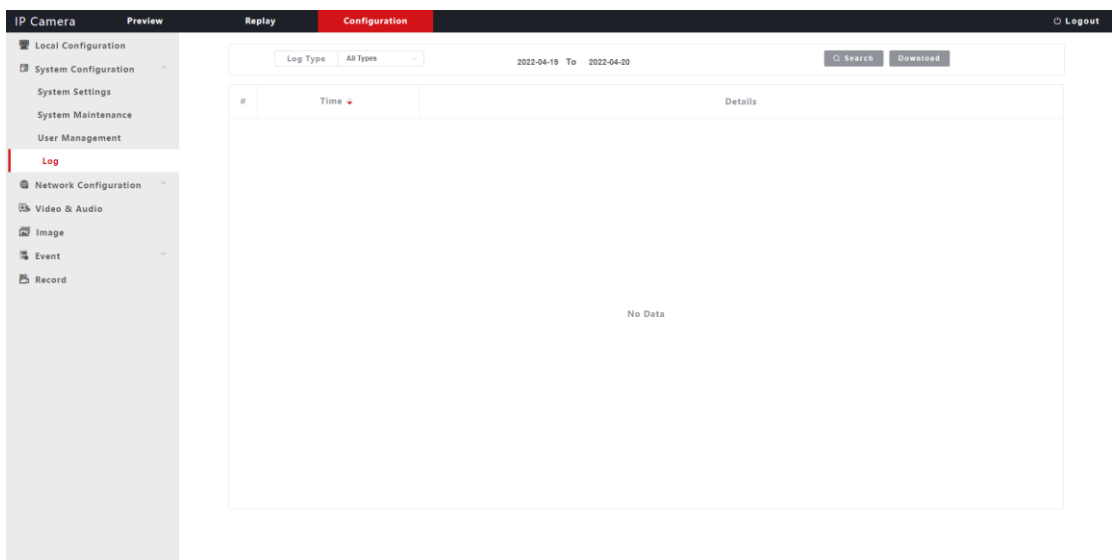 IP Camera Preview Replay Configuration Logout
Local Configuration
System Configuration
System Settings
System Maintenance
User Management
Log
Network Configuration
Video & Audio
Image
Event
Record
Log Type All Types 2022-04-19 To 2022-04-20 Search Download
# Time Details
No Data